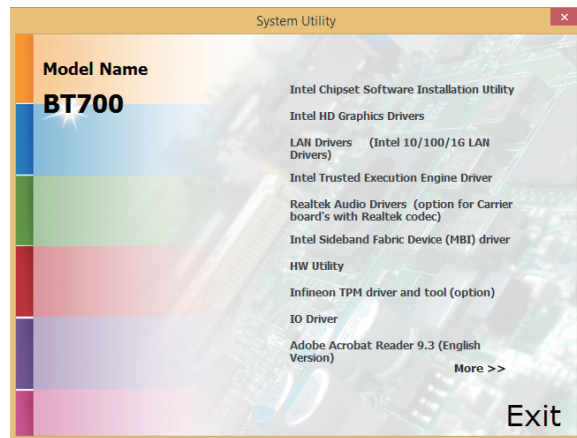 System Utility
x
Model Name
BT700
Intel Chipset Software Installation Utility
Intel HD Graphics Drivers
LAN Drivers (Intel 10/100/1G LAN
Drivers)
Intel Trusted Execution Engine Driver
Realtek Audio Drivers (option for Carrier
board's with Realtek codec)
Intel Sideband Fabric Device (MBI) driver
HW Utility
Infineon TPM driver and tool (option)
IO Driver
Adobe Acrobat Reader 9.3 (English
Version)
More >>
Exit